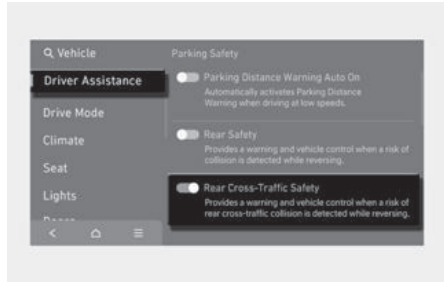 Vehicle
Parking Safety
Driver Assistance
Parking Distance Warning Auto On
Automatically activates Parking Distance
Warning when driving at low speeds.
Drive Mode
Climate
Rear Safety
Provides a warning and vehicle control when a risk of
collision is detected while reversing.
Seat
Lights
Rear Cross-Traffic Safety
Provides a warning and vehicle control when a risk of
rear cross-traffic collision is detected while reversing.